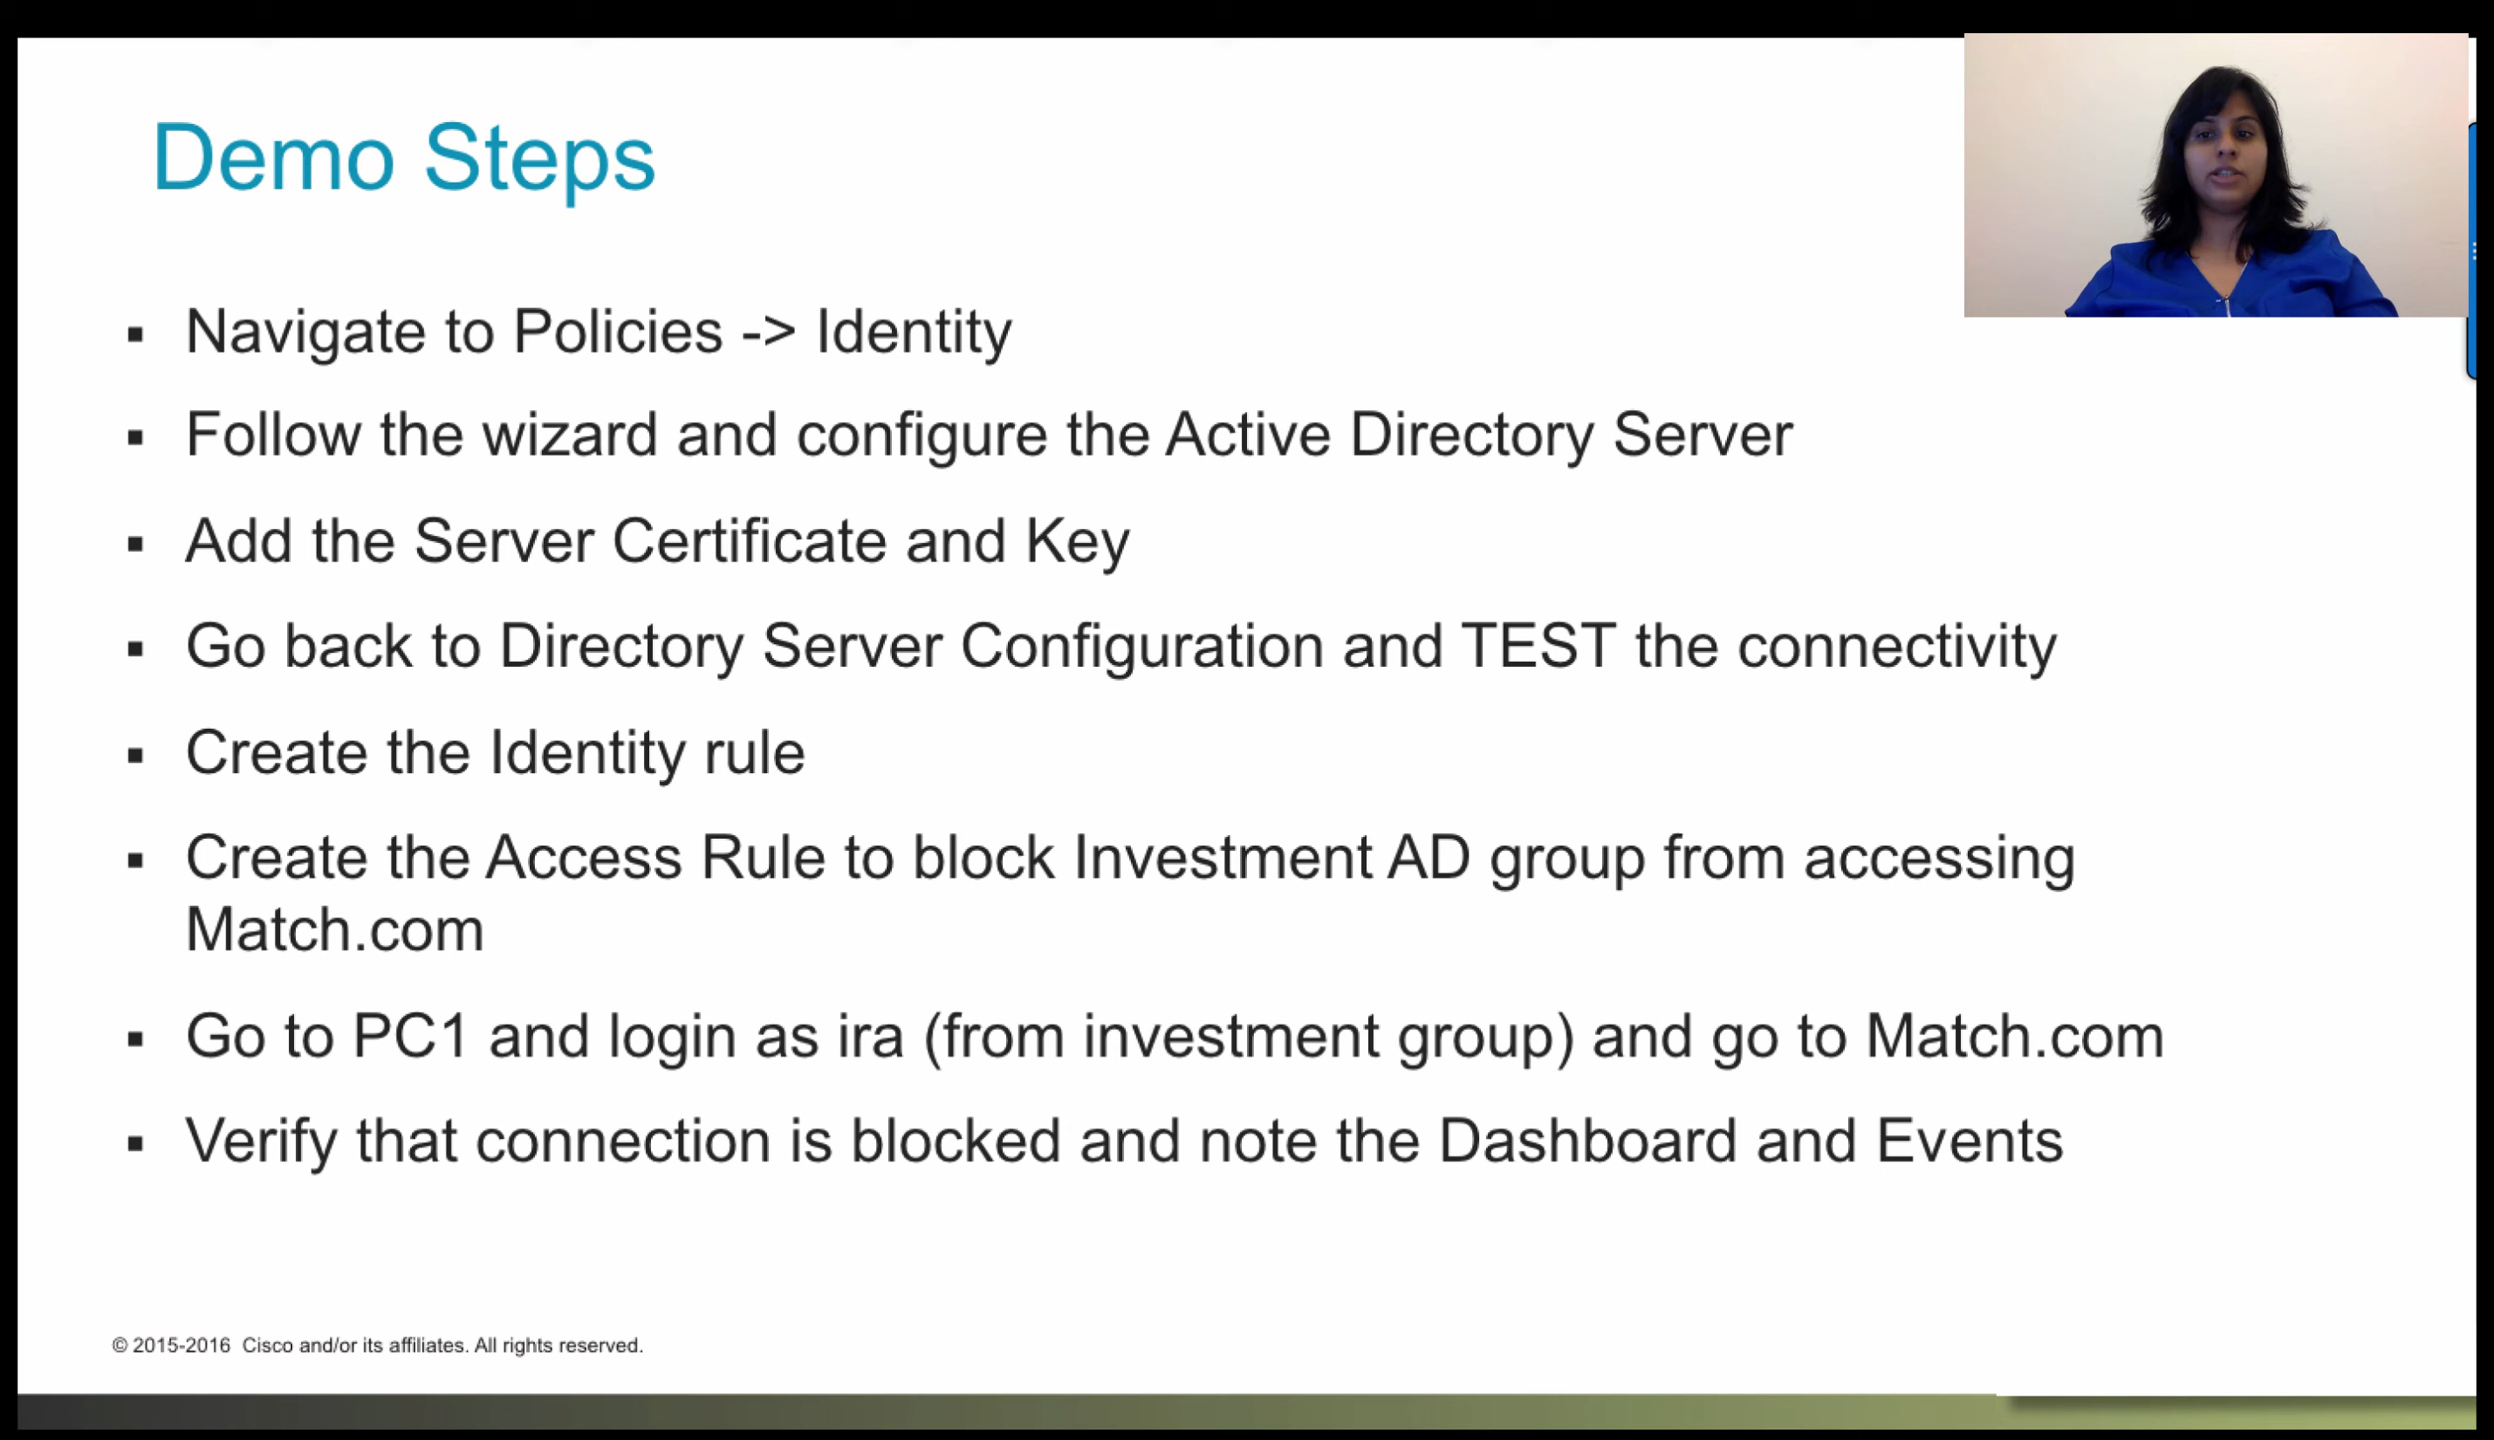 Demo Steps
▪ Navigate to Policies -> Identity
▪ Follow the wizard and configure the Active Directory Server
▪ Add the Server Certificate and Key
▪ Go back to Directory Server Configuration and TEST the connectivity
▪ Create the Identity rule
▪ Create the Access Rule to block Investment AD group from accessing
Match.com
▪ Go to PC1 and login as ira (from investment group) and go to Match.com
▪ Verify that connection is blocked and note the Dashboard and Events
© 2015-2016 Cisco and/or its affiliates. All rights reserved.